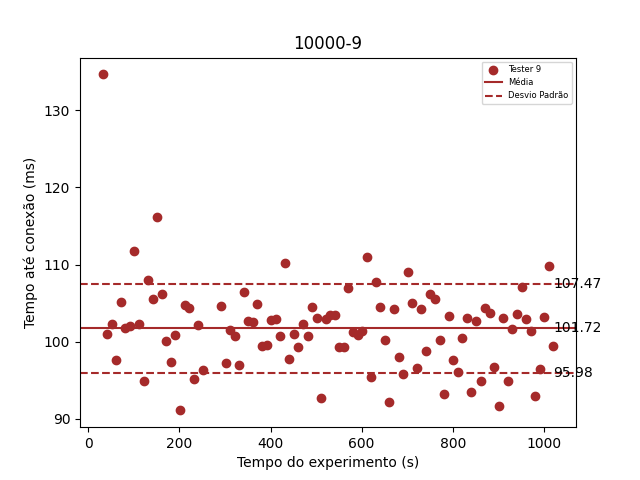 10000-9
Tester 9
Média
Desvio Padrão
Tempo até conexão (ms)
130
120
110
100
90
107.47
101.72
95.98
0 200 400 600 800 1000
Tempo do experimento (s)